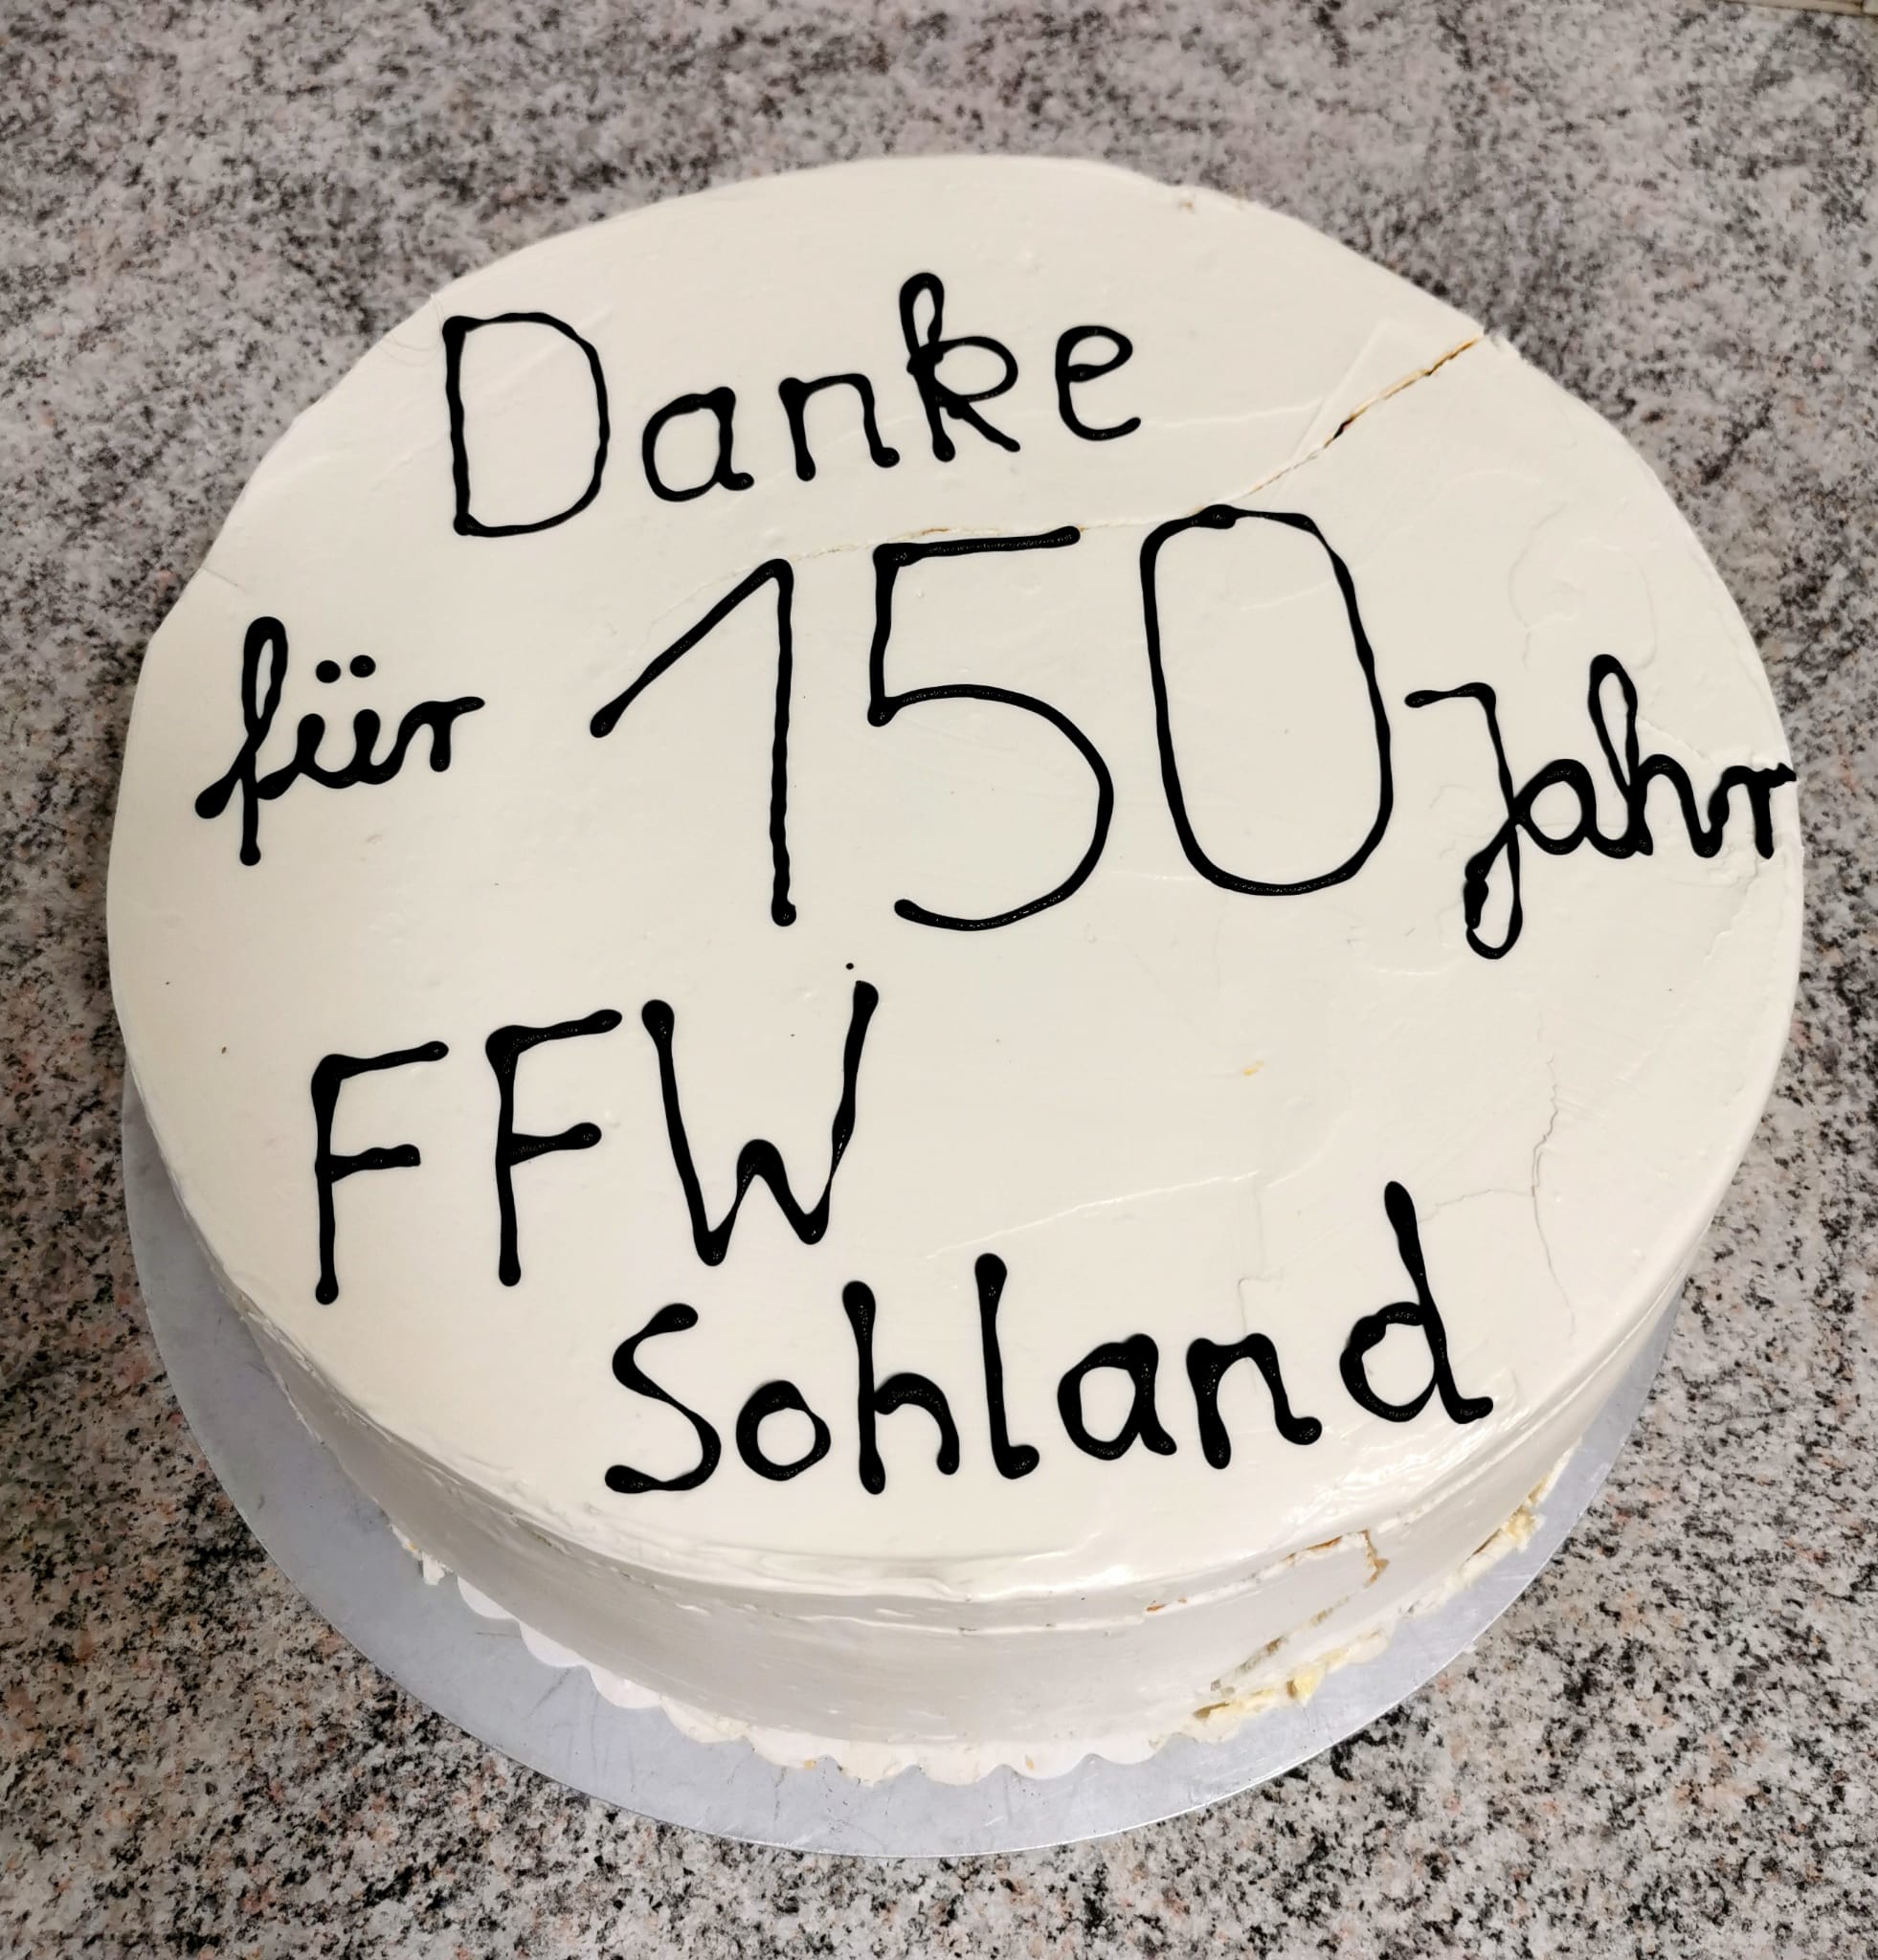 Danke
für 150 Jahr
FFW
Sohland